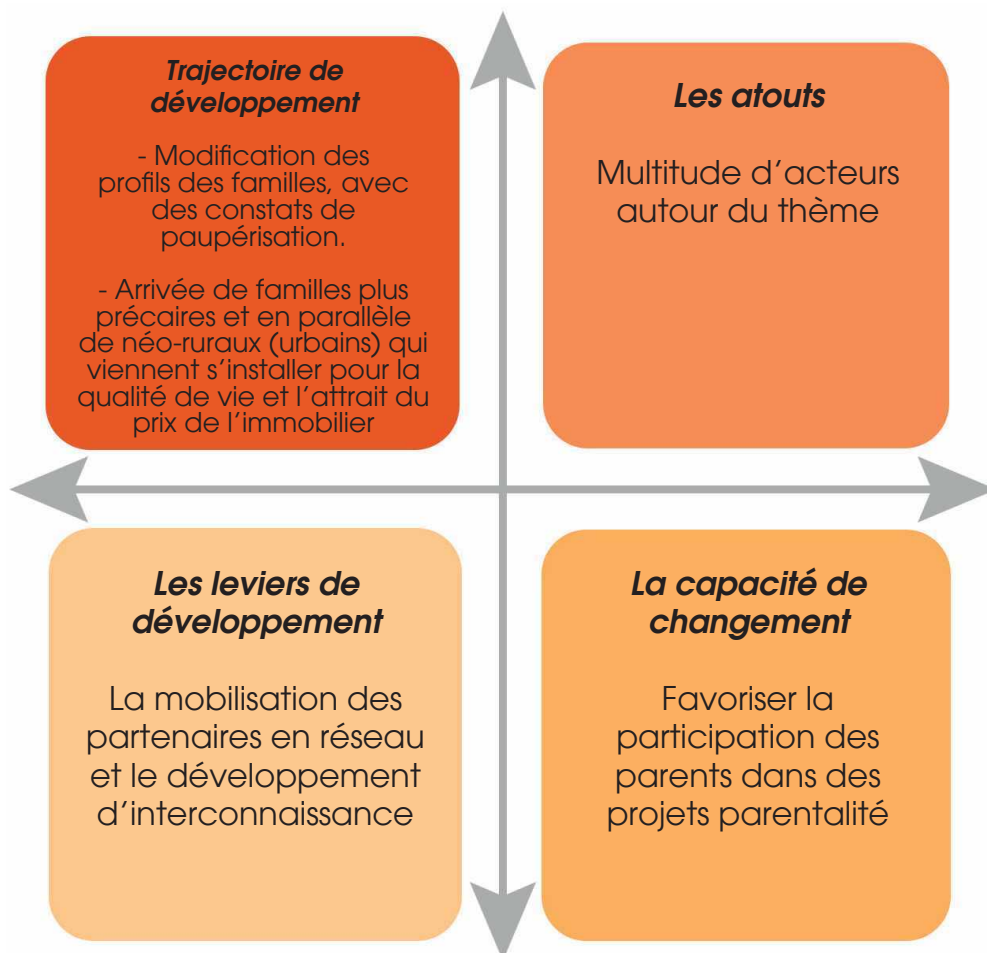 Trajectoire de
développement
- Modification des
profils des familles, avec
des constats de
paupérisation.
- Arrivée de familles plus
précaires et en parallèle
de néo-ruraux (urbains) qui
viennent s'installer pour la
qualité de vie et l'attrait du
prix de l'immobilier
Les atouts
Multitude d'acteurs
autour du thème
Les leviers de
développement
La mobilisation des
partenaires en réseau
et le développement
d'interconnaissance
La capacité de
changement
Favoriser la
participation des
parents dans des
projets parentalité